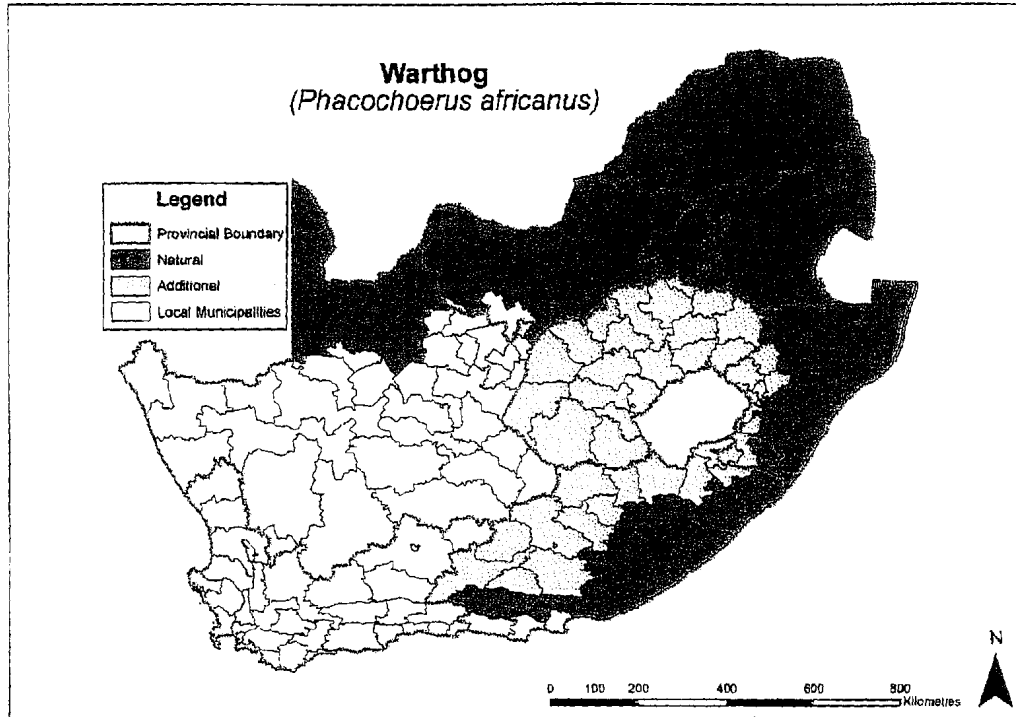 Warthog
(Phacochoerus africanus)
Legend
Provincial Boundary
Natural
Additional
Local Municipalities
N
0 100 200 400 600 800
Kilometres